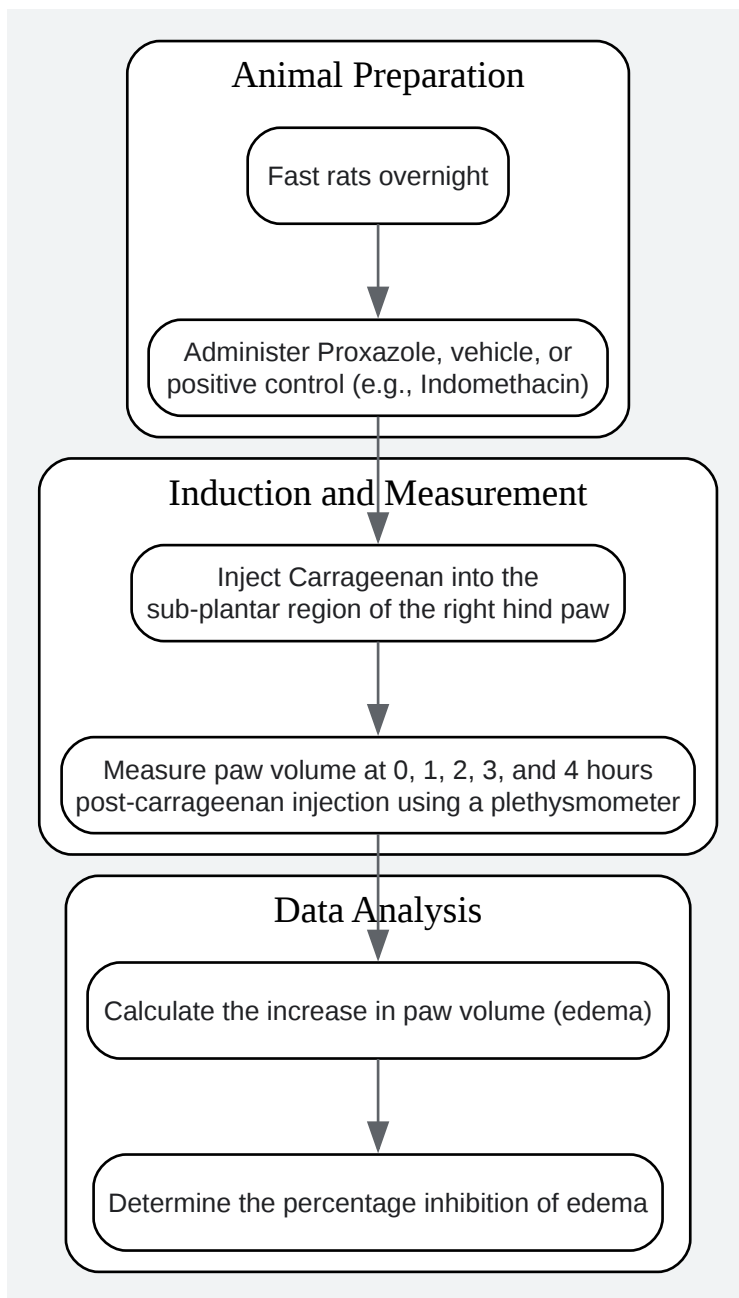 Animal Preparation
Fast rats overnight
Administer Proxazole, vehicle, or
positive control (e.g., Indomethacin)
Induction and Measurement
Inject Carrageenan into the
sub-plantar region of the right hind paw
Measure paw volume at 0, 1, 2, 3, and 4 hours
post-carrageenan injection using a plethysmometer
Data Analysis
Calculate the increase in paw volume (edema)
Determine the percentage inhibition of edema